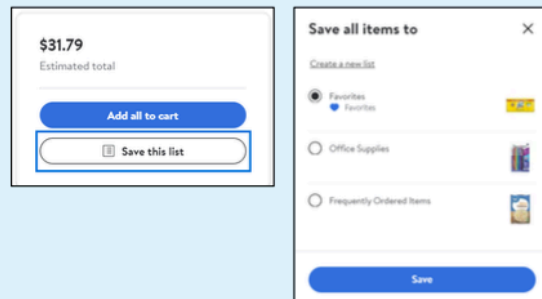 $31.79
Estimated total
Add all to cart
Save this list
Save all items to
Create a new list
Favorites
Favorites
Office Supplies
Frequently Ordered Items
Save